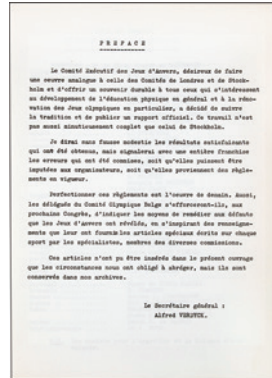 PREFACE
Le Comité Exécutif des Jeux d'Anvers, désireux de faire
une oeuvre analogue à celle des Comités de Londres et de Stock-
holm et d'offrir un souvenir durable à tous ceux qui s'intéressent
au développement de l'éducation physique en général et à la réno-
vation des Jeux olympiques en particulier, a décidé de suivre
la tradition et de publier un rapport officiel. Ce travail n'est
pas aussi minutieusement complet que celui de Stockholm.
Je dirai sans fausse modestie les résultats satisfaisants
qui ont été obtenus, mais signalerai avec une entière franchise
les erreurs qui ont été commises, soit qu'elles puissent être
imputées aux organisateurs, soit qu'elles proviennent des règle-
ments en vigueur.
Perfectionner ces règlements est l'oeuvre de demain. Aussi,
les délégués du Comité Olympique Belge s'efforceront-ils, aux
prochains Congrès, d'indiquer les moyens de remédier aux défauts
que les Jeux d'Anvers ont révélés, en s'inspirant des renseigne-
ments que leur ont fournis les articles spéciaux écrits sur chaque
sport par les spécialistes, membres des diverses commissions.
Ces articles n'ont pu être insérés dans le présent ouvrage
que les circonstances nous ont obligé à abréger, mais ils sont
conservés dans nos archives.
Le Secrétaire général :
Alfred VERDYCK.